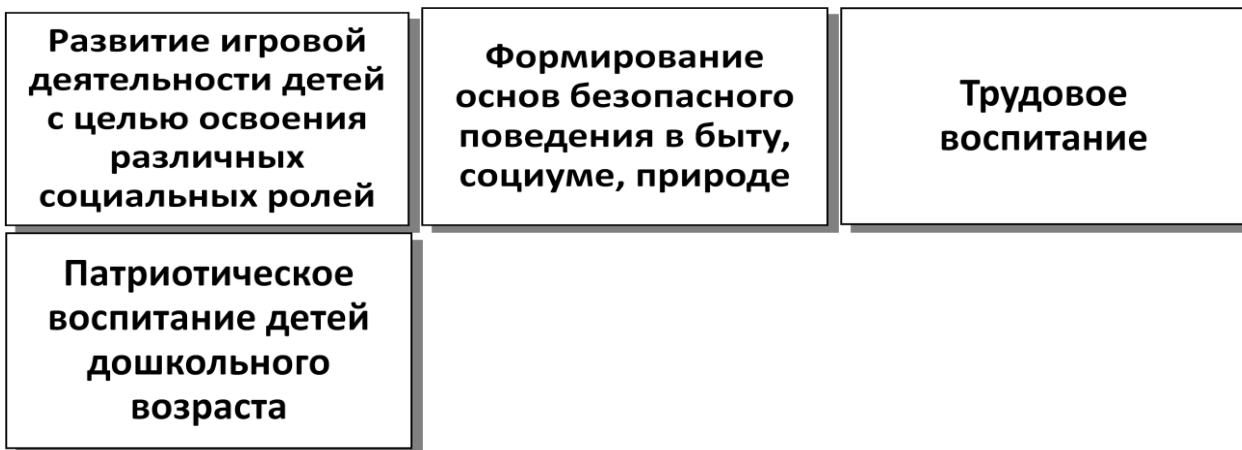 Развитие игровой
деятельности детей
с целью освоения
различных
социальных ролей
Формирование
основ безопасного
поведения в быту,
социуме, природе
Трудовое
воспитание
Патриотическое
воспитание детей
дошкольного
возраста